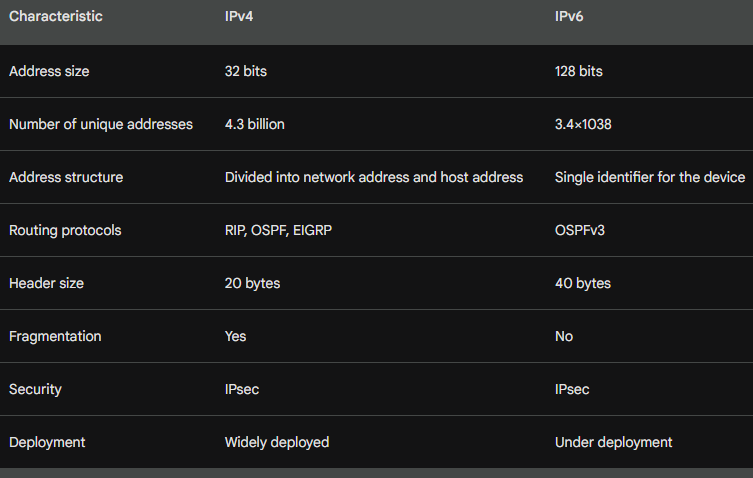 Characteristic IPv4 IPv6
Address size 32 bits 128 bits
Number of unique addresses 4.3 billion 3.4×1038
Address structure Divided into network address and host address Single identifier for the device
Routing protocols RIP, OSPF, EIGRP OSPFv3
Header size 20 bytes 40 bytes
Fragmentation Yes No
Security IPsec IPsec
Deployment Widely deployed Under deployment